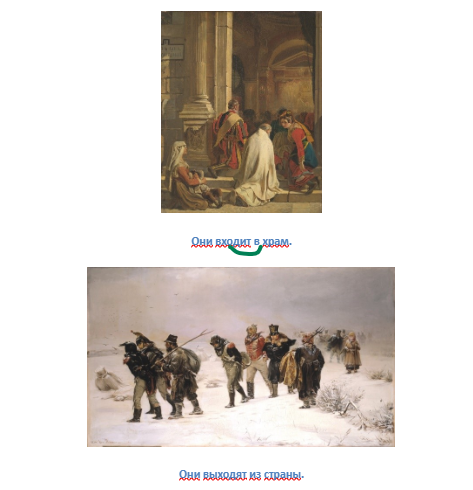 Они входит в храм.
Они выходят из страны.